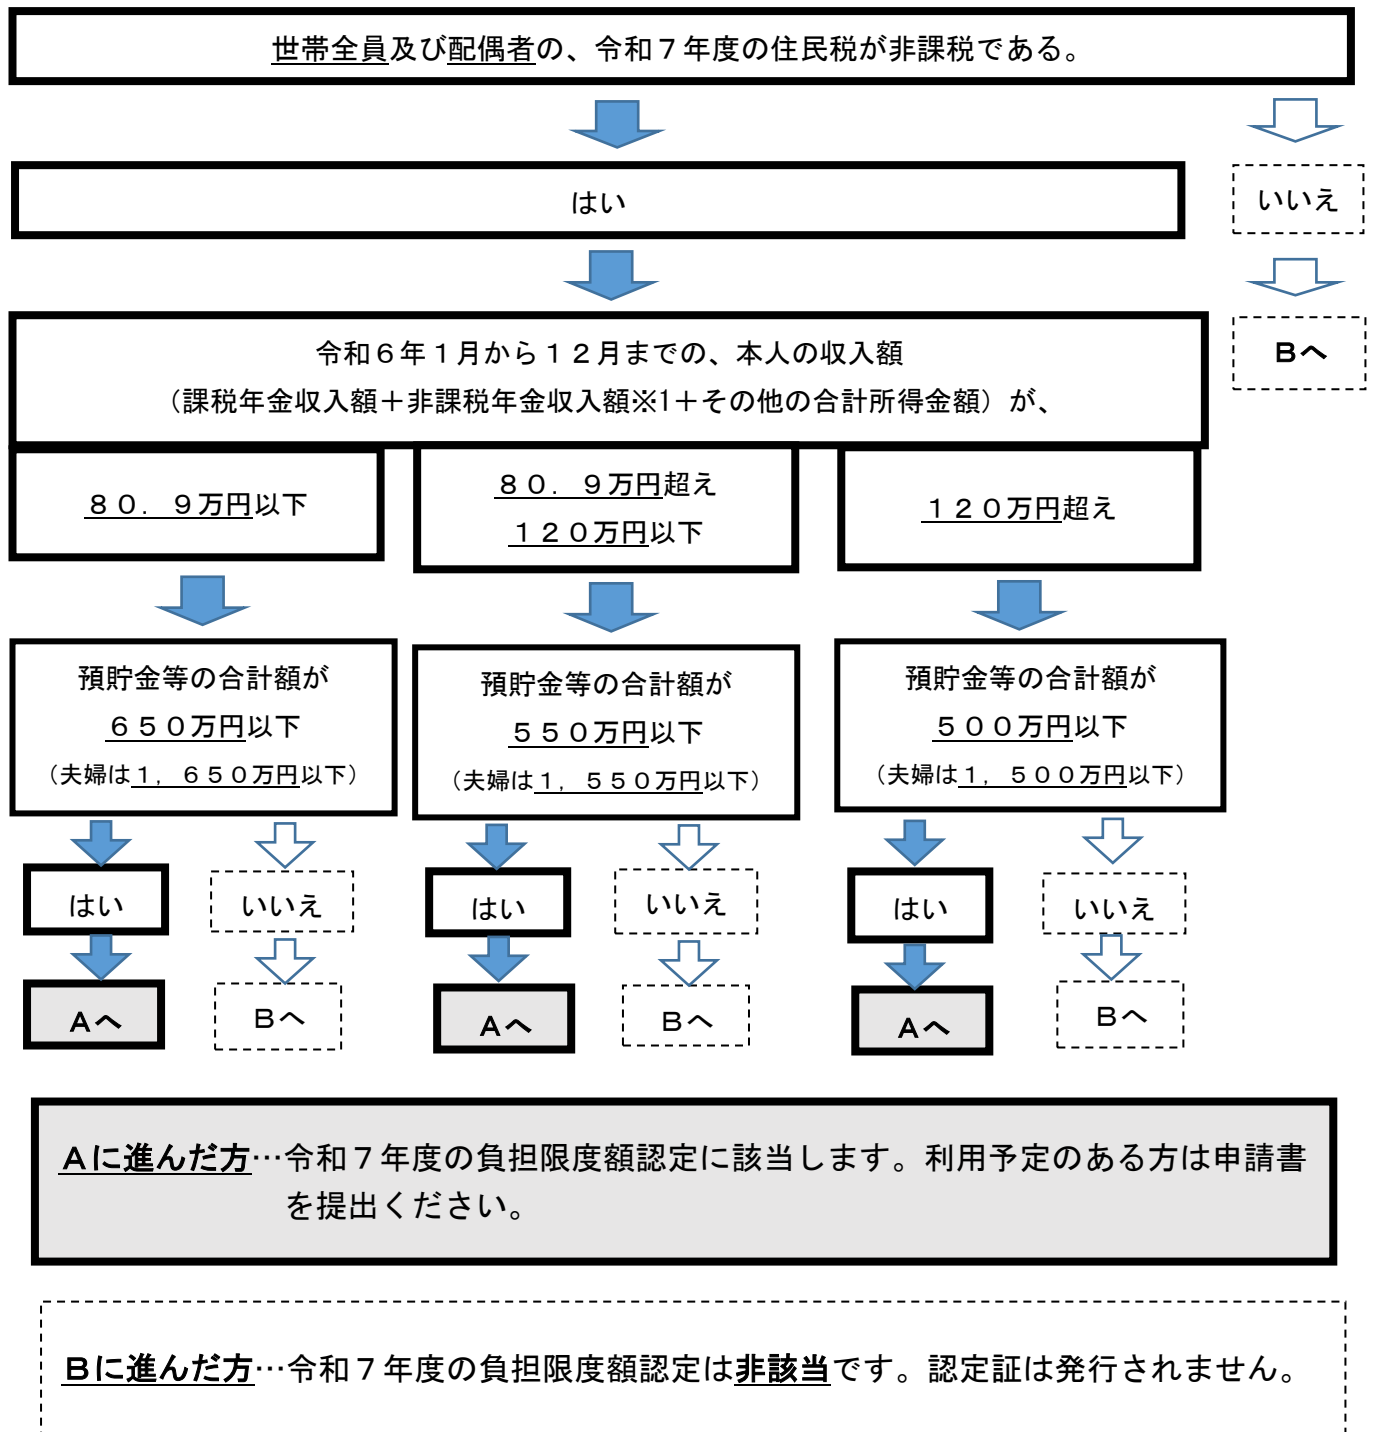 世帯全員及び配偶者の、令和７年度の住民税が非課税である。
はい
いいえ
Ｂへ
令和６年１月から１２月までの、本人の収入額
（課税年金収入額＋非課税年金収入額※1＋その他の合計所得金額）が、
８０．９万円以下
８０．９万円超え
１２０万円以下
１２０万円超え
預貯金等の合計額が
６５０万円以下
（夫婦は１，６５０万円以下）
預貯金等の合計額が
５５０万円以下
（夫婦は１，５５０万円以下）
預貯金等の合計額が
５００万円以下
（夫婦は１，５００万円以下）
はい
いいえ
はい
いいえ
はい
いいえ
Ａへ
Ｂへ
Ａへ
Ｂへ
Ａへ
Ｂへ
Ａに進んだ方…令和７年度の負担限度額認定に該当します。利用予定のある方は申請書
を提出ください。
Ｂに進んだ方…令和７年度の負担限度額認定は非該当です。認定証は発行されません。